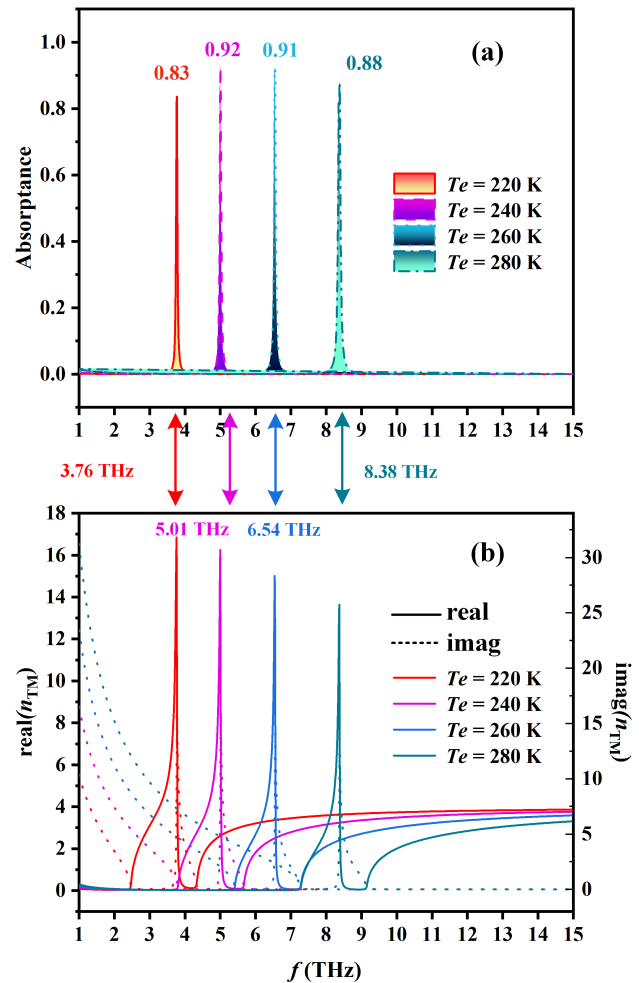 0.83
0.92
0.91
0.88
(a)
1.0
0.8
0.6
0.4
0.2
0.0
Absorptance
Te = 220 K
Te = 240 K
Te = 260 K
Te = 280 K
1 2 3 4 5 6 7 8 9 10 11 12 13 14 15
3.76 THz
8.38 THz
5.01 THz
6.54 THz
(b)
18
16
14
12
10
8
6
4
2
0
real(nTM)
30
25
20
15
10
5
0
imag(nTM)
real
imag
Te = 220 K
Te = 240 K
Te = 260 K
Te = 280 K
1 2 3 4 5 6 7 8 9 10 11 12 13 14 15
f (THz)